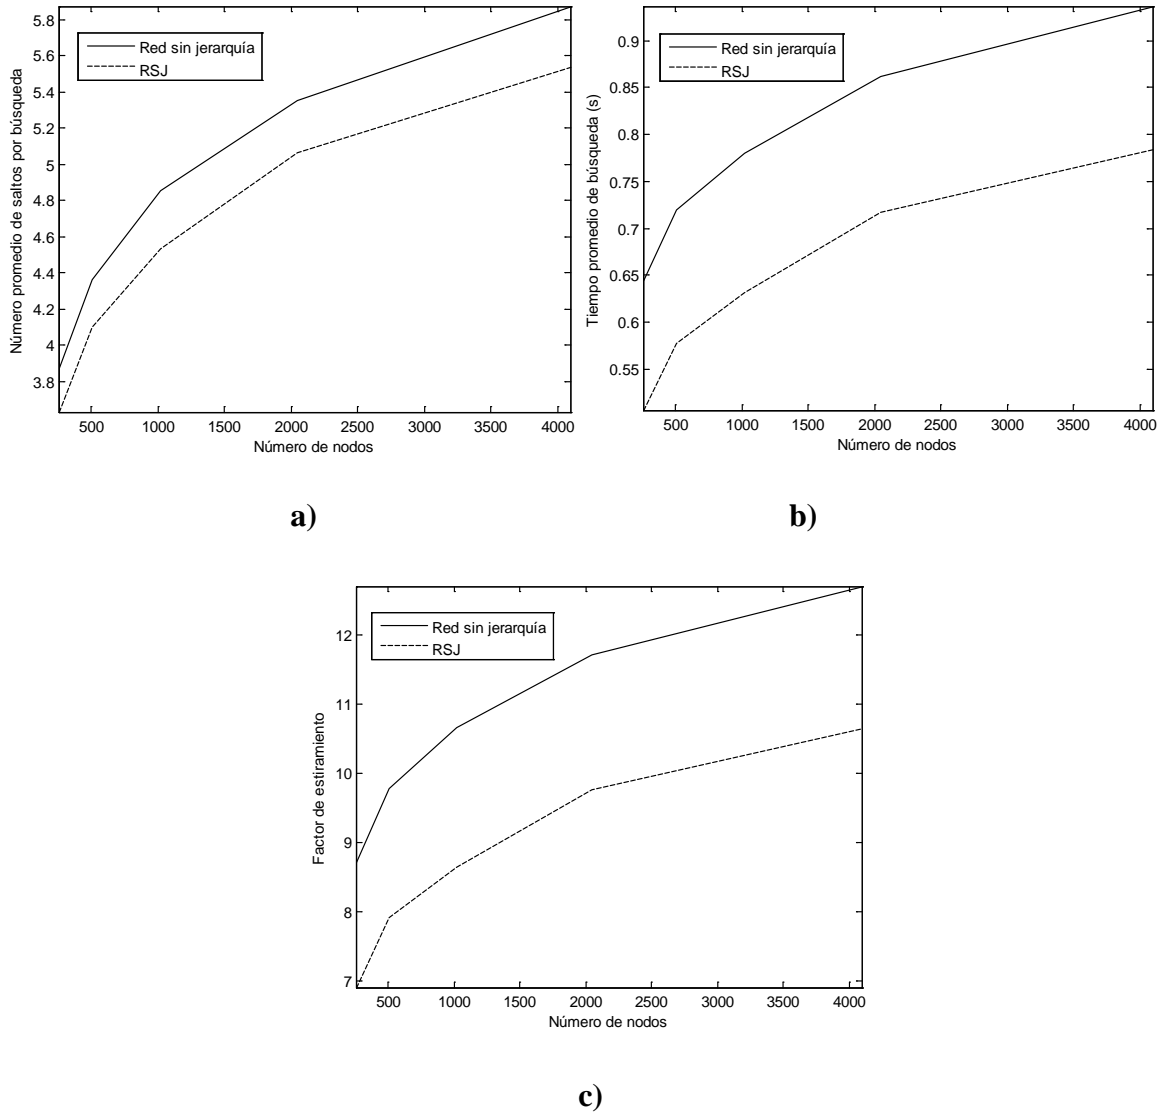 Número promedio de saltos por búsqueda
5.8
5.6
5.4
5.2
5
4.8
4.6
4.4
4.2
4
3.8
Red sin jerarquía
RSJ
500 1000 1500 2000 2500 3000 3500 4000
Número de nodos
a)
Tiempo promedio de búsqueda (s)
0.9
0.85
0.8
0.75
0.7
0.65
0.6
0.55
Red sin jerarquía
RSJ
500 1000 1500 2000 2500 3000 3500 4000
Número de nodos
b)
Factor de estiramiento
12
11
10
9
8
7
Red sin jerarquía
RSJ
500 1000 1500 2000 2500 3000 3500 4000
Número de nodos
c)